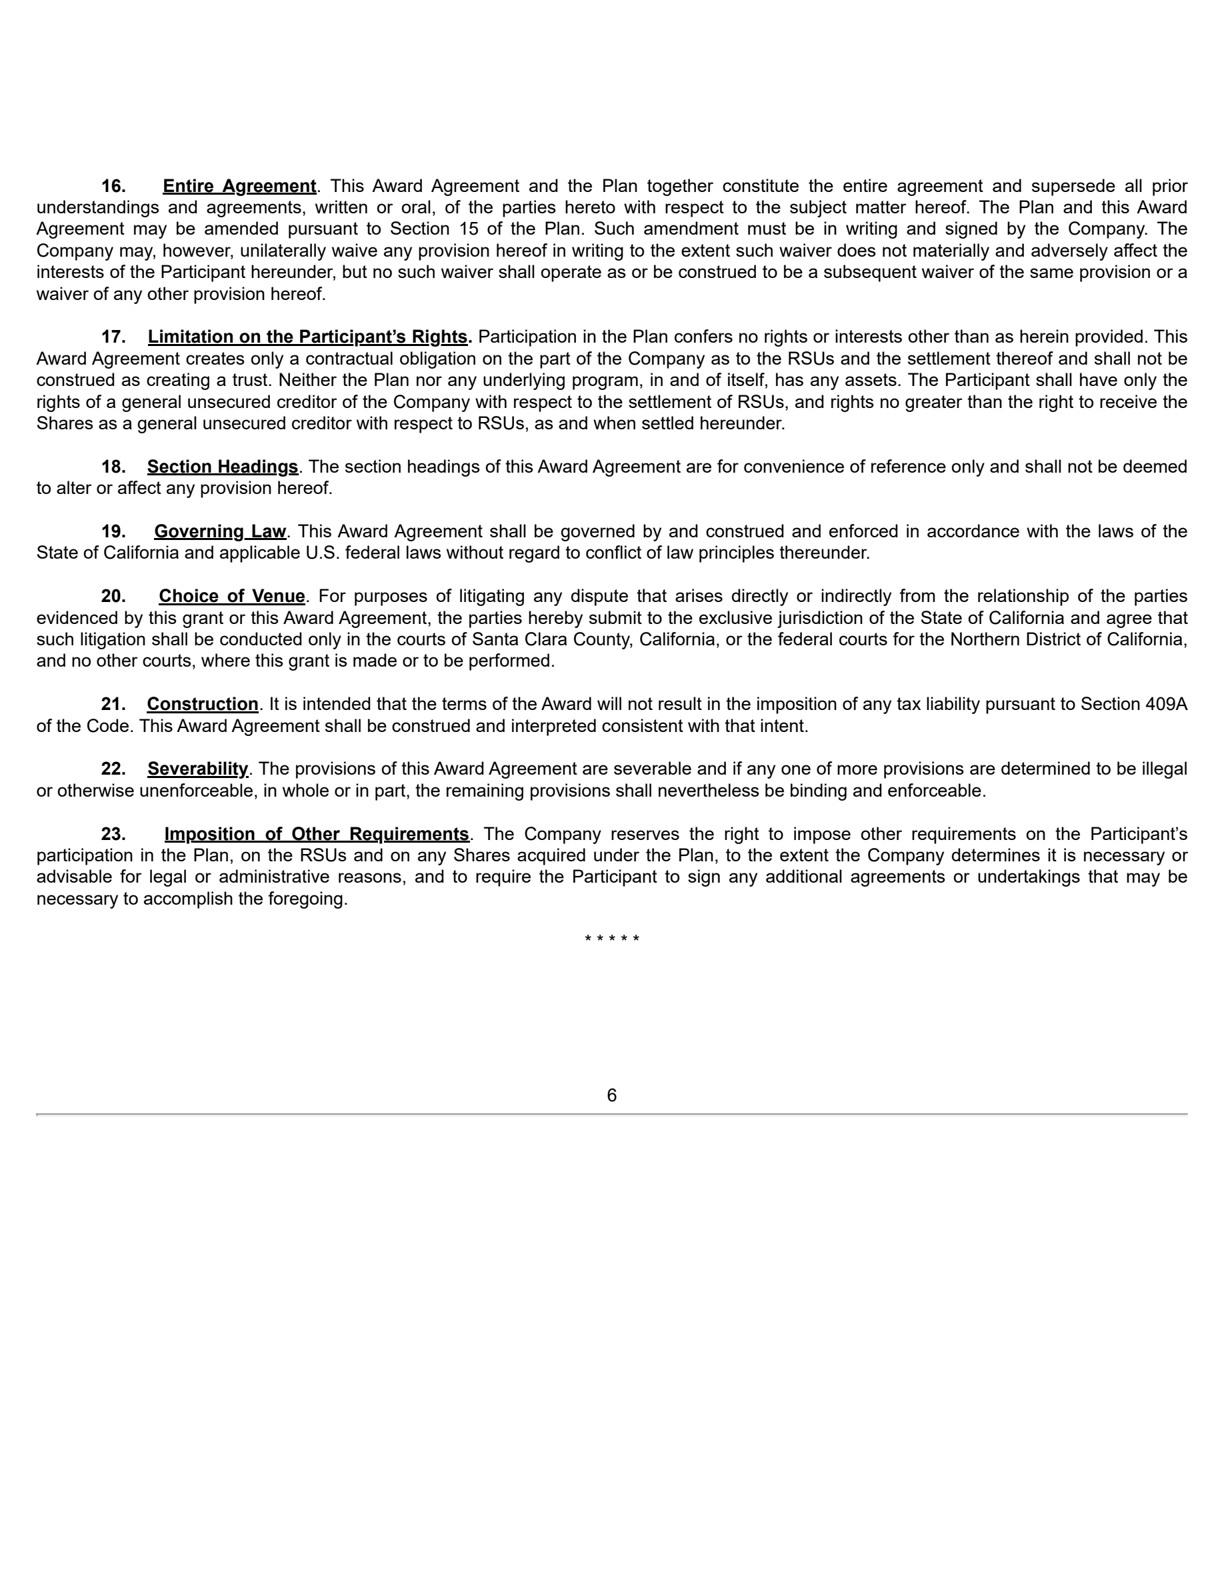 16. Entire Agreement. This Award Agreement and the Plan together constitute the entire agreement and supersede all prior
understandings and agreements, written or oral, of the parties hereto with respect to the subject matter hereof. The Plan and this Award
Agreement may be amended pursuant to Section 15 of the Plan. Such amendment must be in writing and signed by the Company. The
Company may, however, unilaterally waive any provision hereof in writing to the extent such waiver does not materially and adversely affect the
interests of the Participant hereunder, but no such waiver shall operate as or be construed to be a subsequent waiver of the same provision or a
waiver of any other provision hereof.
17. Limitation on the Participant’s Rights. Participation in the Plan confers no rights or interests other than as herein provided. This
Award Agreement creates only a contractual obligation on the part of the Company as to the RSUs and the settlement thereof and shall not be
construed as creating a trust. Neither the Plan nor any underlying program, in and of itself, has any assets. The Participant shall have only the
rights of a general unsecured creditor of the Company with respect to the settlement of RSUs, and rights no greater than the right to receive the
Shares as a general unsecured creditor with respect to RSUs, as and when settled hereunder.
18. Section Headings. The section headings of this Award Agreement are for convenience of reference only and shall not be deemed
to alter or affect any provision hereof.
19. Governing Law. This Award Agreement shall be governed by and construed and enforced in accordance with the laws of the
State of California and applicable U.S. federal laws without regard to conflict of law principles thereunder.
20. Choice of Venue. For purposes of litigating any dispute that arises directly or indirectly from the relationship of the parties
evidenced by this grant or this Award Agreement, the parties hereby submit to the exclusive jurisdiction of the State of California and agree that
such litigation shall be conducted only in the courts of Santa Clara County, California, or the federal courts for the Northern District of California,
and no other courts, where this grant is made or to be performed.
21. Construction. It is intended that the terms of the Award will not result in the imposition of any tax liability pursuant to Section 409A
of the Code. This Award Agreement shall be construed and interpreted consistent with that intent.
22. Severability. The provisions of this Award Agreement are severable and if any one of more provisions are determined to be illegal
or otherwise unenforceable, in whole or in part, the remaining provisions shall nevertheless be binding and enforceable.
23. Imposition of Other Requirements. The Company reserves the right to impose other requirements on the Participant’s
participation in the Plan, on the RSUs and on any Shares acquired under the Plan, to the extent the Company determines it is necessary or
advisable for legal or administrative reasons, and to require the Participant to sign any additional agreements or undertakings that may be
necessary to accomplish the foregoing.
* * * * *
6